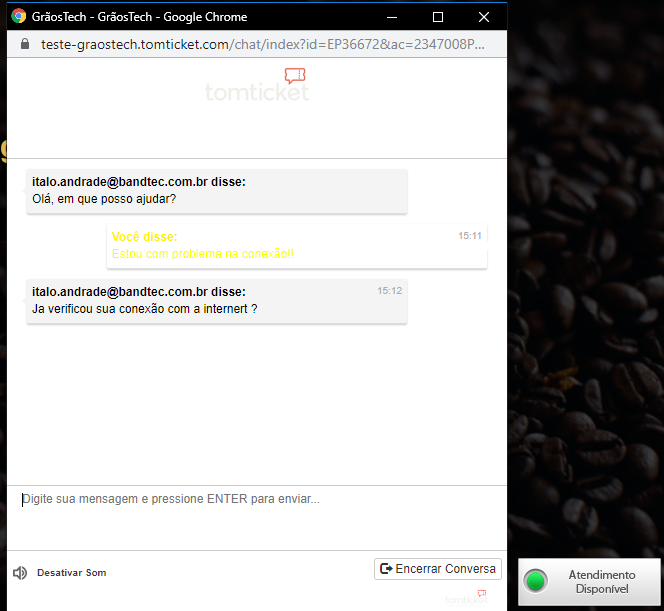 GrãosTech - GrãosTech - Google Chrome
teste-graostech.tomticket.com/chat/index?id=EP36672&ac=2347008P...
tomticket
italo.andrade@bandtec.com.br disse:
Olá, em que posso ajudar?
Você disse: 15:11
Estou com problema na conexão!!
italo.andrade@bandtec.com.br disse: 15:12
Ja verificou sua conexão com a internert ?
Digite sua mensagem e pressione ENTER para enviar...
Desativar Som
Encerrar Conversa
tomticket
Atendimento
Disponível